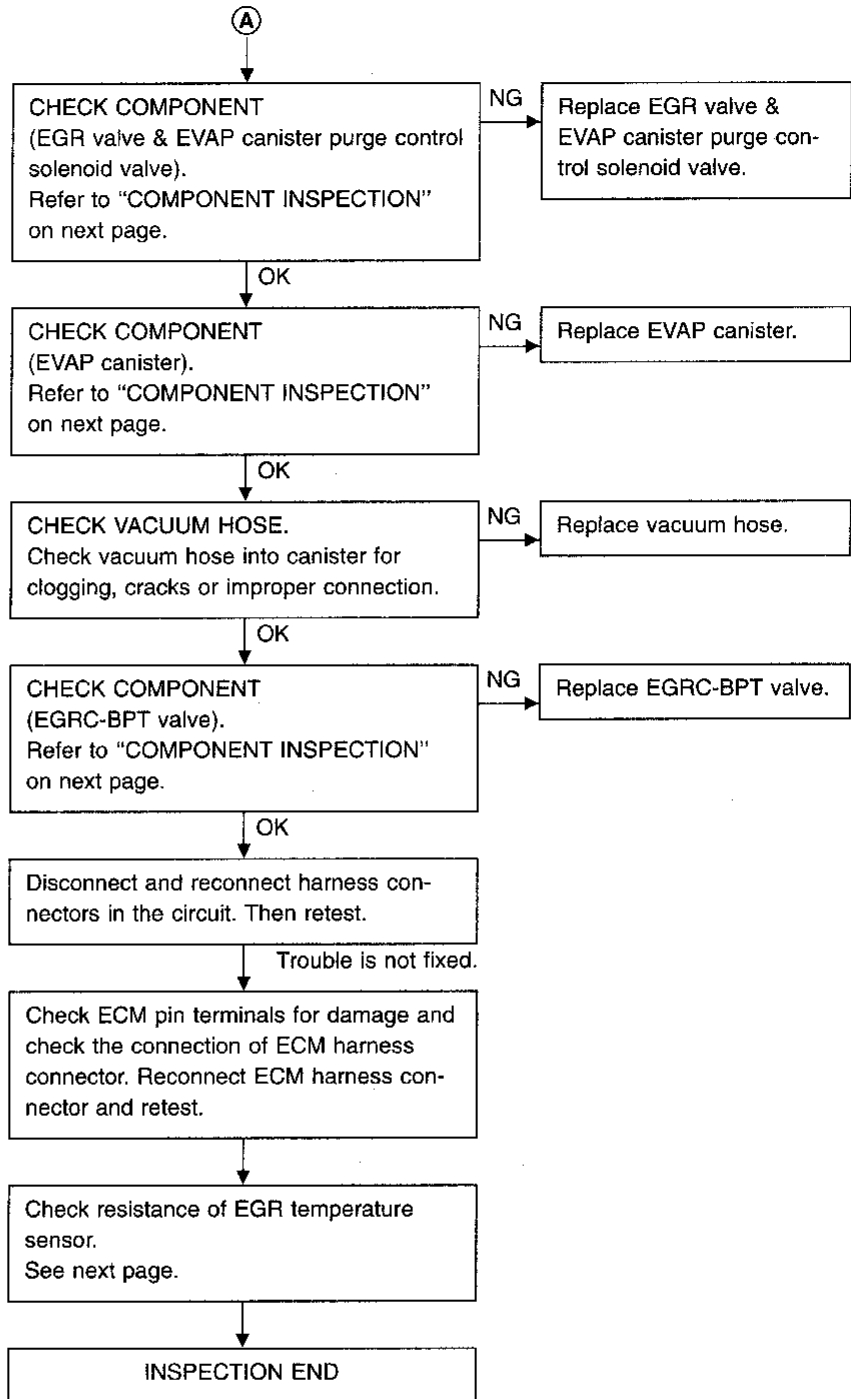 A
CHECK COMPONENT
(EGR valve & EVAP canister purge control
solenoid valve).
Refer to “COMPONENT INSPECTION”
on next page.
NG
Replace EGR valve &
EVAP canister purge con-
trol solenoid valve.
OK
CHECK COMPONENT
(EVAP canister).
Refer to “COMPONENT INSPECTION”
on next page.
NG
Replace EVAP canister.
OK
CHECK VACUUM HOSE.
Check vacuum hose into canister for
clogging, cracks or improper connection.
NG
Replace vacuum hose.
OK
CHECK COMPONENT
(EGRC-BPT valve).
Refer to “COMPONENT INSPECTION”
on next page.
NG
Replace EGRC-BPT valve.
OK
Disconnect and reconnect harness con-
nectors in the circuit. Then retest.
Trouble is not fixed.
Check ECM pin terminals for damage and
check the connection of ECM harness
connector. Reconnect ECM harness con-
nector and retest.
Check resistance of EGR temperature
sensor.
See next page.
INSPECTION END